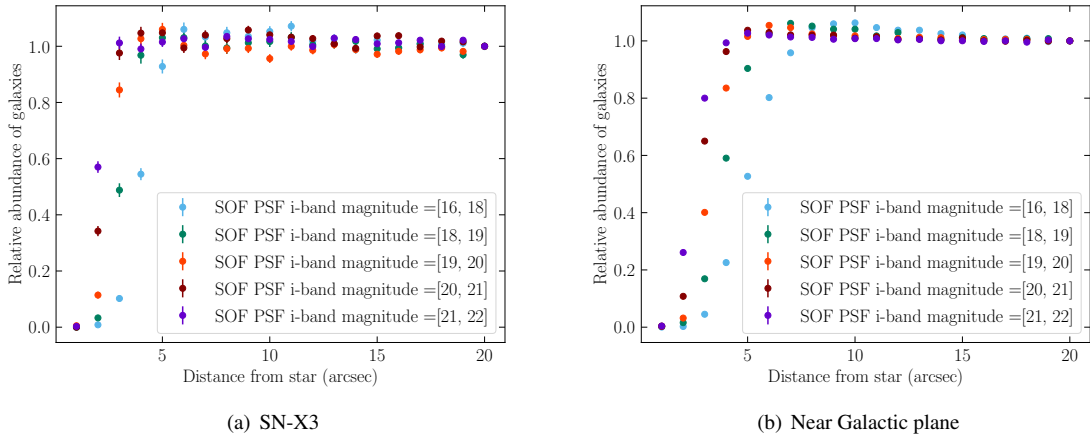 Relative abundance of galaxies
1.0
0.8
0.6
0.4
0.2
0.0
SOF PSF i-band magnitude =[16, 18]
SOF PSF i-band magnitude =[18, 19]
SOF PSF i-band magnitude =[19, 20]
SOF PSF i-band magnitude =[20, 21]
SOF PSF i-band magnitude =[21, 22]
5 10 15 20
Distance from star (arcsec)
(a) SN-X3
Relative abundance of galaxies
1.0
0.8
0.6
0.4
0.2
0.0
SOF PSF i-band magnitude =[16, 18]
SOF PSF i-band magnitude =[18, 19]
SOF PSF i-band magnitude =[19, 20]
SOF PSF i-band magnitude =[20, 21]
SOF PSF i-band magnitude =[21, 22]
5 10 15 20
Distance from star (arcsec)
(b) Near Galactic plane